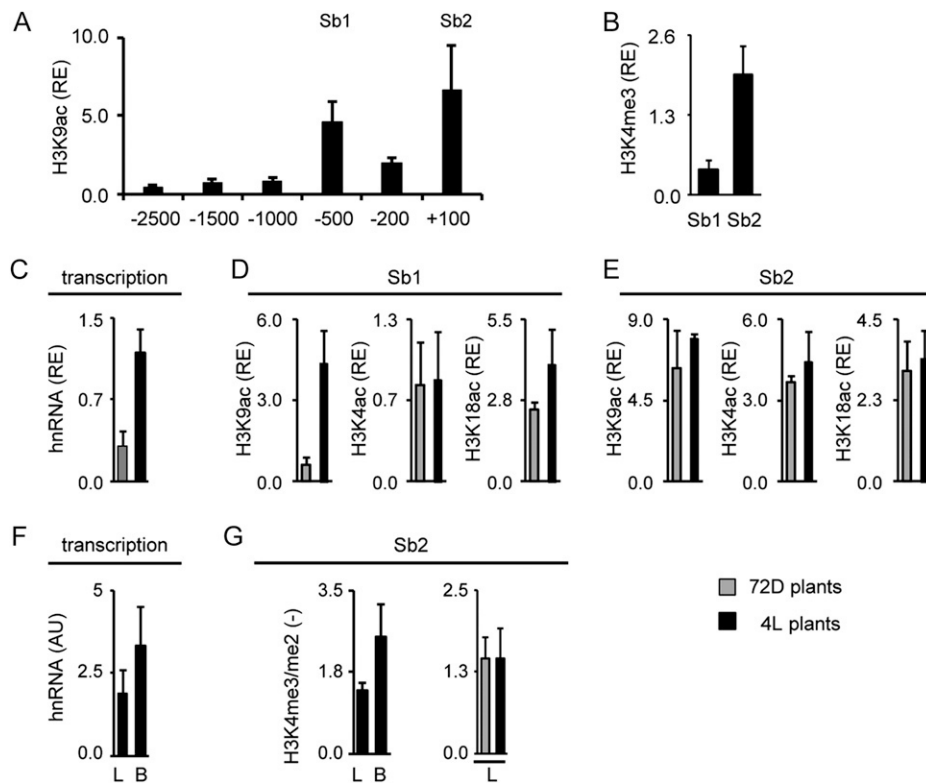 A
Sb1
Sb2
H3K9ac (RE)
10.0
5.0
0.0
-2500 -1500 -1000 -500 -200 +100
B
H3K4me3 (RE)
2.6
1.3
0.0
Sb1 Sb2
C
transcription
hnRNA (RE)
1.5
0.7
0.0
D
Sb1
H3K9ac (RE)
6.0
3.0
0.0
H3K4ac (RE)
1.3
0.7
0.0
H3K18ac (RE)
5.5
2.8
0.0
E
Sb2
H3K9ac (RE)
9.0
4.5
0.0
H3K4ac (RE)
6.0
3.0
0.0
H3K18ac (RE)
4.5
2.3
0.0
F
transcription
hnRNA (AU)
5
2.5
0.0
L B
G
Sb2
H3K4me3/me2 (-)
3.5
1.8
0.0
L B
2.5
1.3
0.0
L
72D plants
4L plants